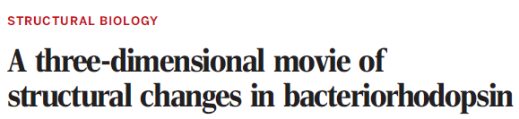 STRUCTURAL BIOLOGY
A three-dimensional movie of
structural changes in bacteriorhodopsin